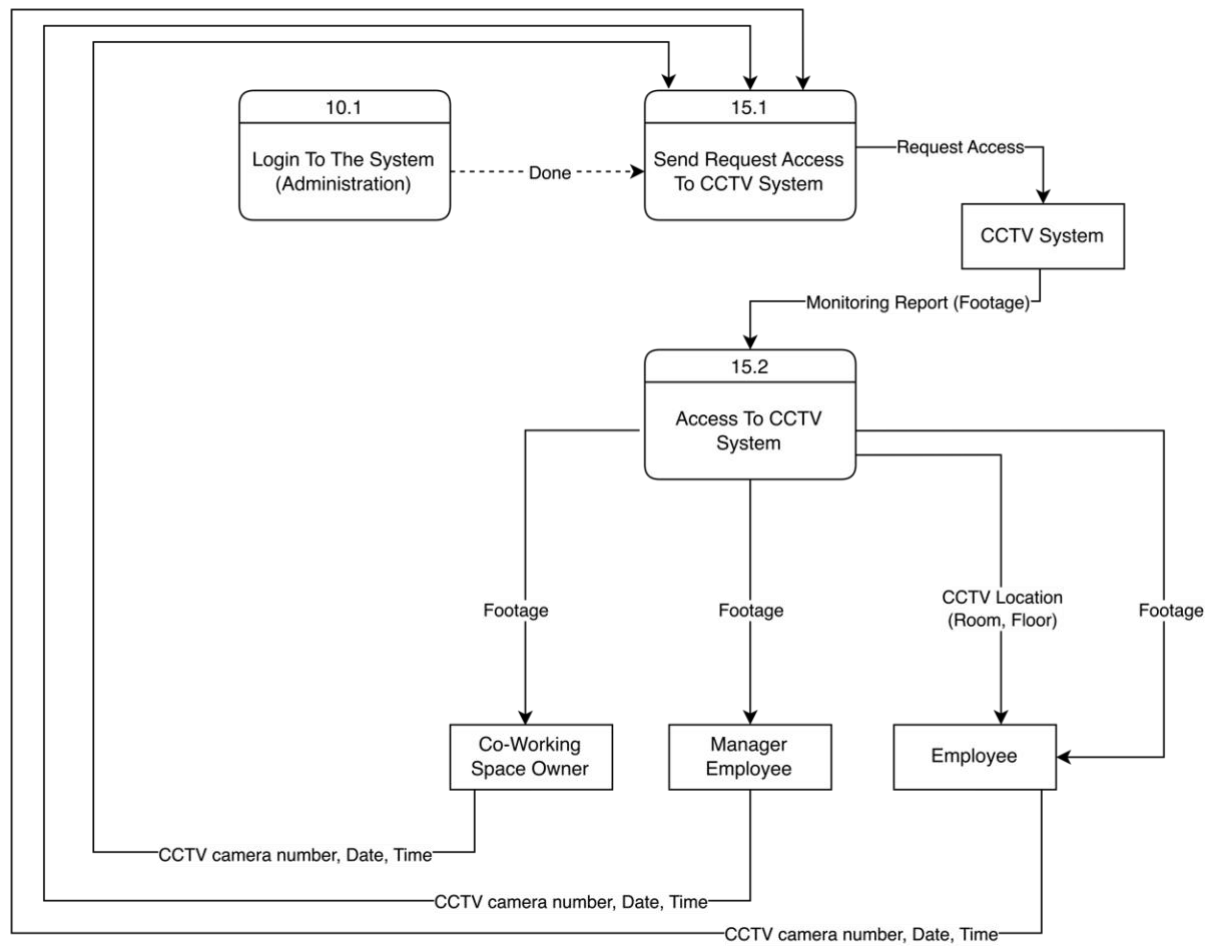 10.1
Login To The System
(Administration)
Done
15.1
Send Request Access
To CCTV System
Request Access
CCTV System
Monitoring Report (Footage)
15.2
Access To CCTV
System
Footage
Footage
CCTV Location
(Room, Floor)
Footage
Co-Working
Space Owner
Manager
Employee
Employee
CCTV camera number, Date, Time
CCTV camera number, Date, Time
CCTV camera number, Date, Time